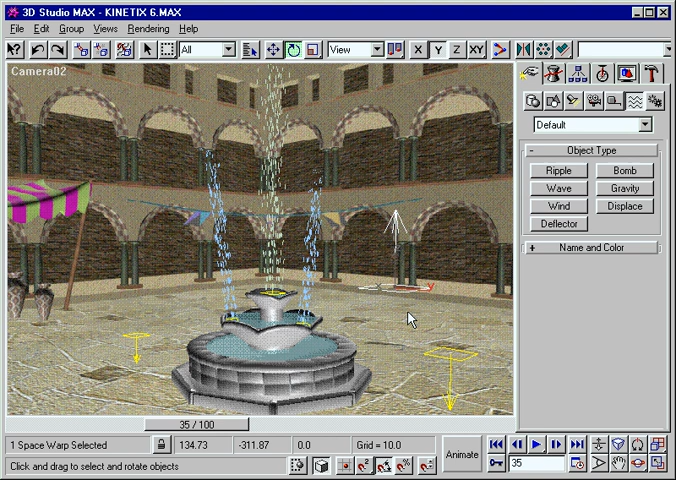 3D Studio MAX - KINETIX 6.MAX
File Edit Group Views Rendering Help
All View X Y Z XY
Camera02
Default
- Object Type
Ripple Bomb
Wave Gravity
Wind Displace
Deflector
+ Name and Color
Y
35 / 100
1 Space Warp Selected 134.73 -311.87 0.0 Grid = 10.0 Animate
Click and drag to select and rotate objects 35